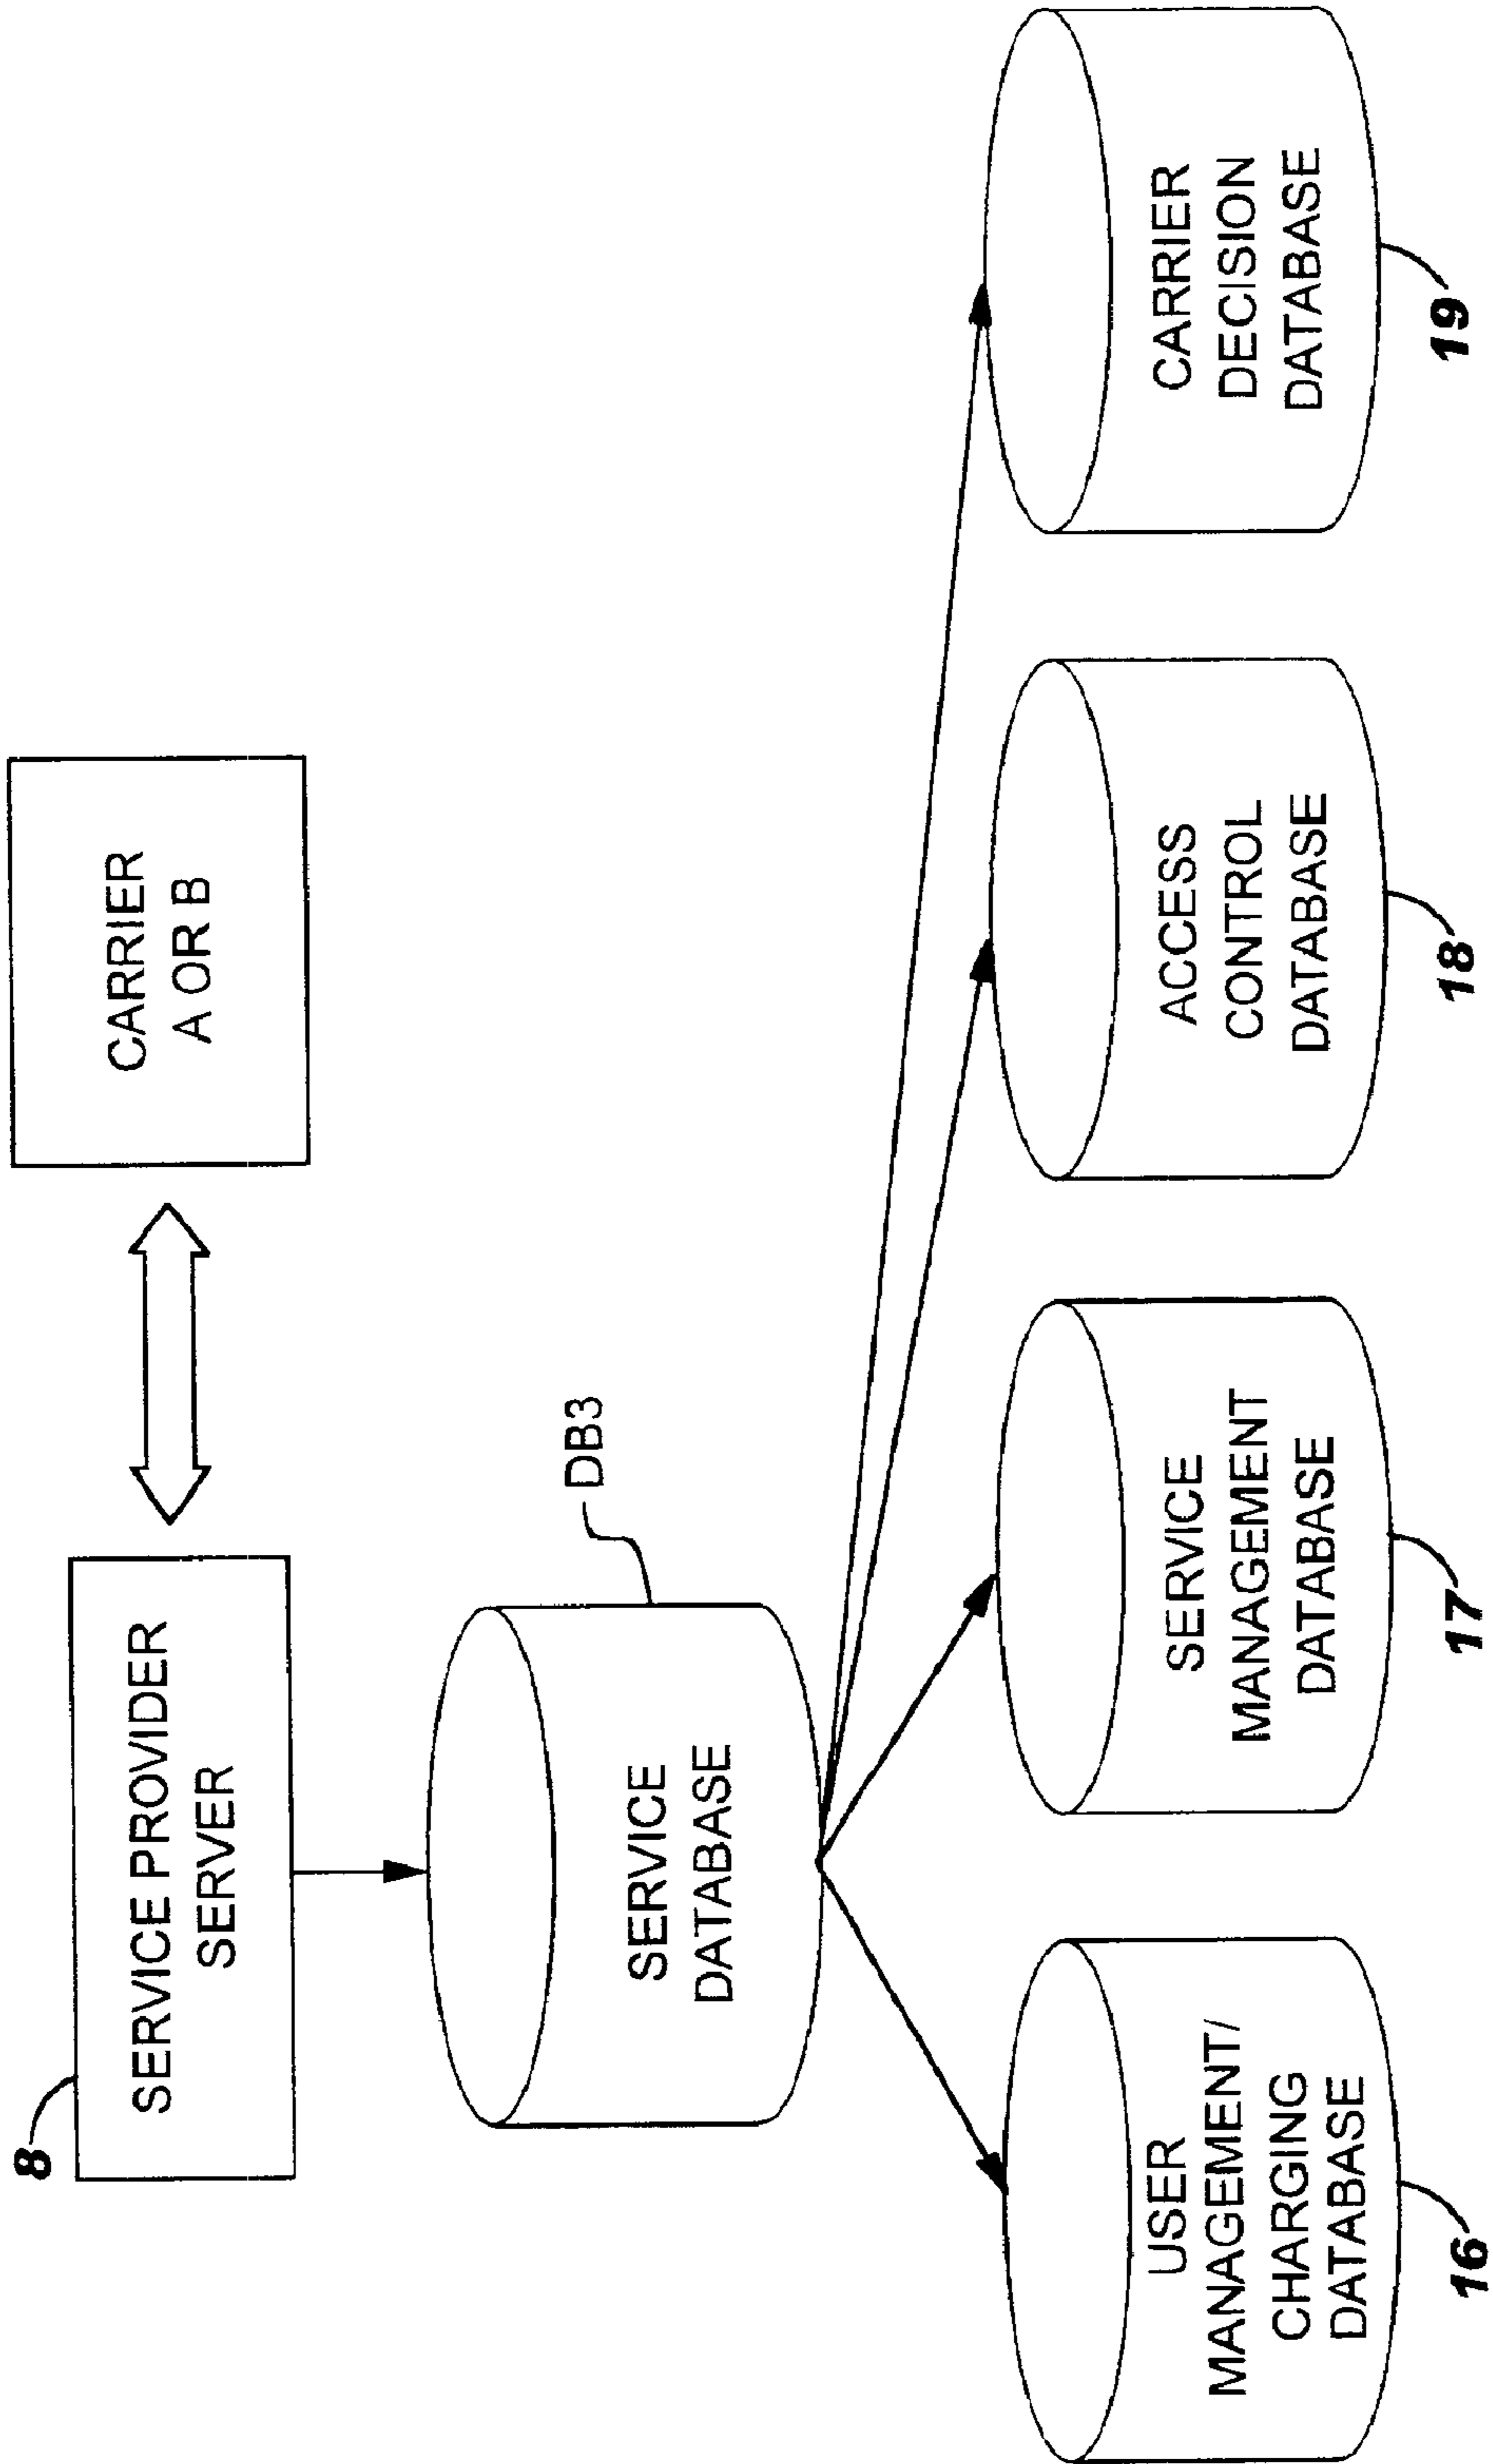 8
SERVICE PROVIDER
SERVER
CARRIER
A OR B
DB3
SERVICE
DATABASE
USER
MANAGEMENT/
CHARGING
DATABASE
16
SERVICE
MANAGEMENT
DATABASE
17
ACCESS
CONTROL
DATABASE
18
CARRIER
DECISION
DATABASE
19